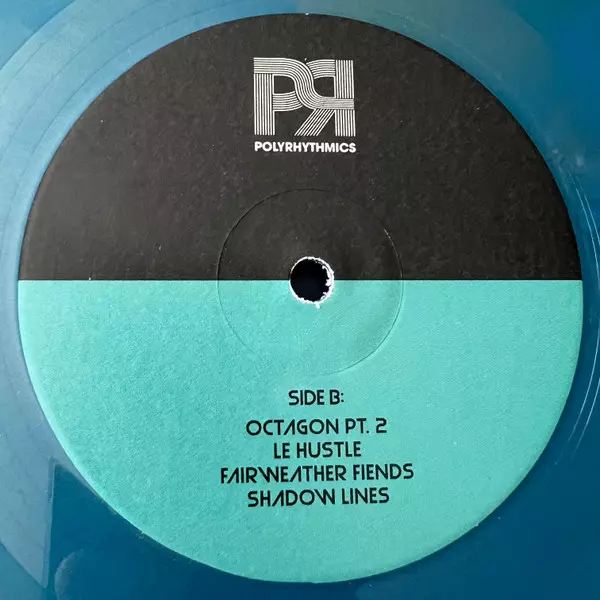 PR
POLYRHYTHMICS
SIDE B:
OCTAGON PT. 2
LE HUSTLE
FAIRWEATHER FIENDS
SHADOW LINES